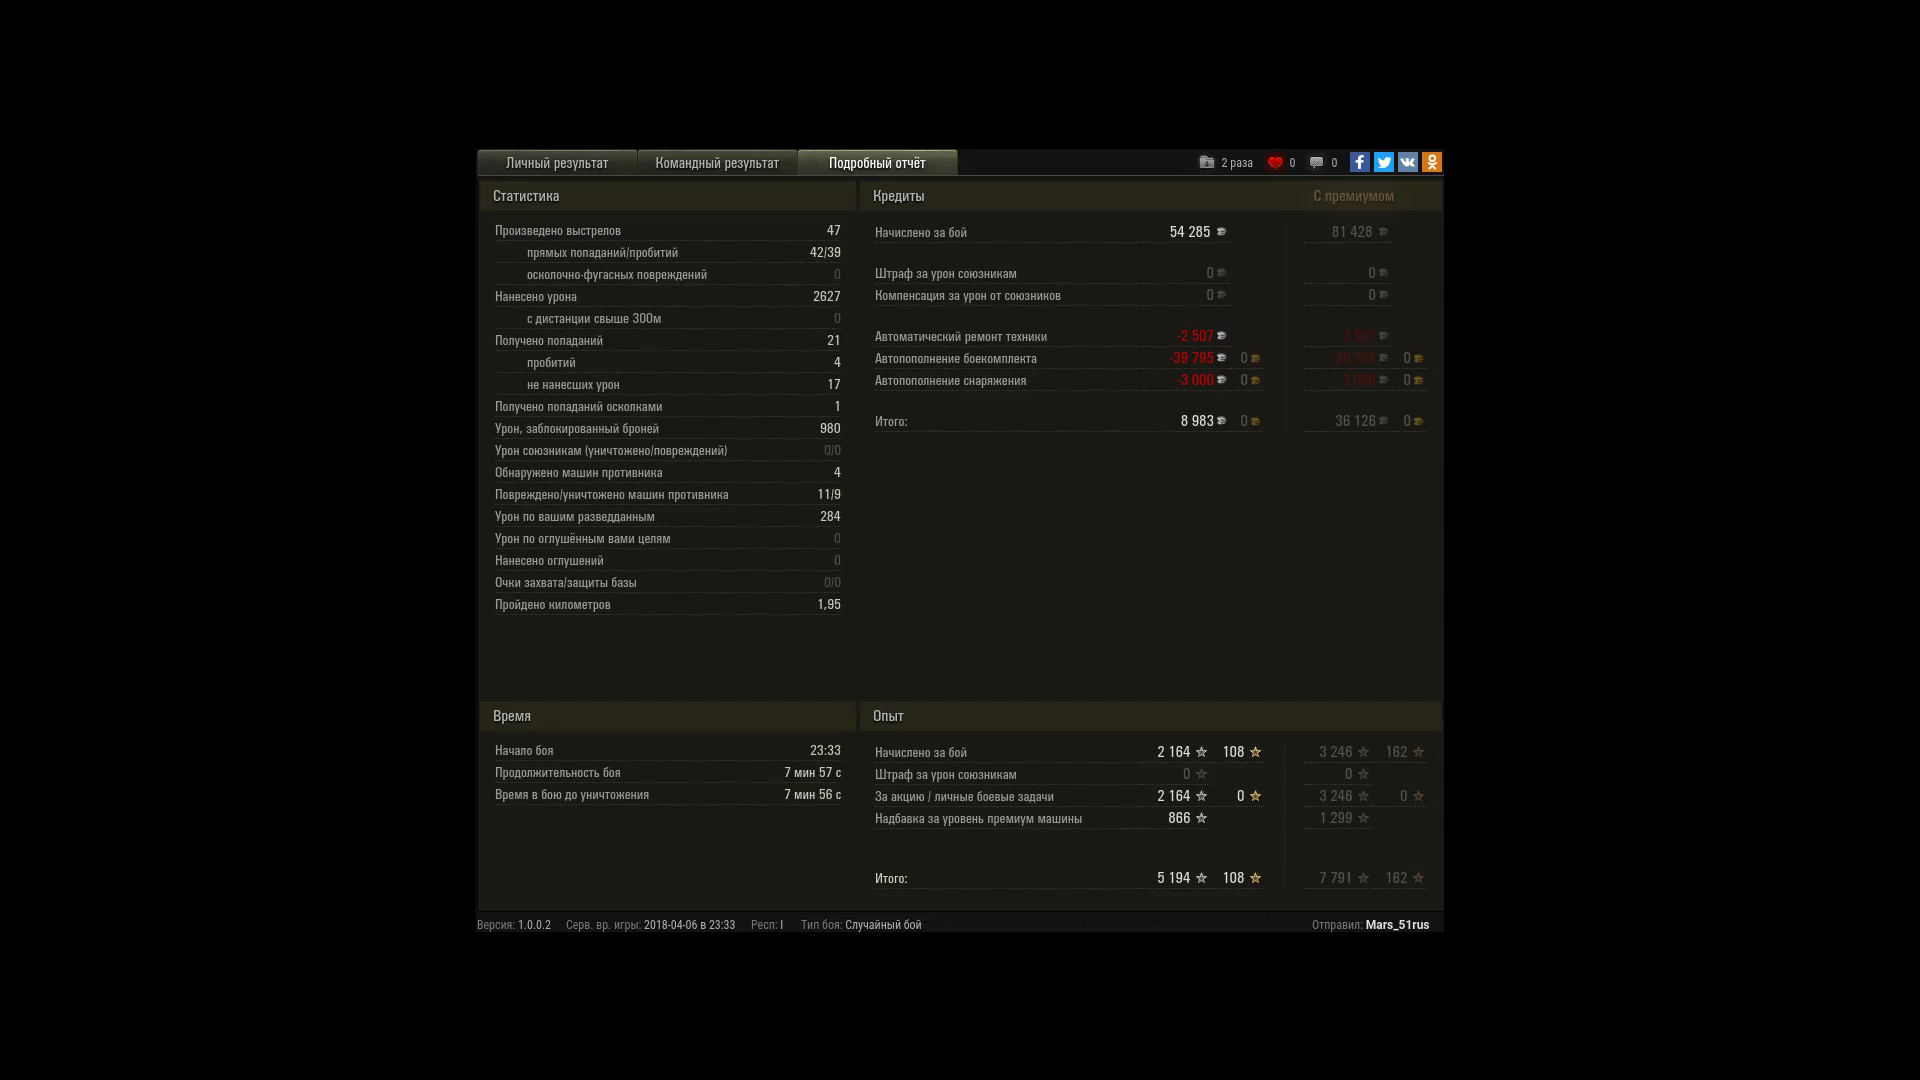 Личный результат Командный результат Подробный отчёт 2 раза 0 0
Статистика
Произведено выстрелов 47
прямых попаданий/пробитий 42/39
осколочно-фугасных повреждений 0
Нанесено урона 2627
с дистанции свыше 300м 0
Получено попаданий 21
пробитий 4
не нанесших урон 17
Получено попаданий осколками 1
Урон, заблокированный броней 980
Урон союзникам (уничтожено/повреждений) 0/0
Обнаружено машин противника 4
Повреждено/уничтожено машин противника 11/9
Урон по вашим разведданным 284
Урон по оглушённым вами целям 0
Нанесено оглушений 0
Очки захвата/защиты базы 0/0
Пройдено километров 1,95
Кредиты С премиумом
Начислено за бой 54 285 81 428
Штраф за урон союзникам 0 0
Компенсация за урон от союзников 0 0
Автоматический ремонт техники -2 507 -2 507
Автопополнение боекомплекта -39 795 0 -39 795 0
Автопополнение снаряжения -3 000 0 -3 000 0
Итого: 8 983 0 36 126 0
Время
Начало боя 23:33
Продолжительность боя 7 мин 57 с
Время в бою до уничтожения 7 мин 56 с
Опыт
Начислено за бой 2 164 108 3 246 162
Штраф за урон союзникам 0 0
За акцию / личные боевые задачи 2 164 0 3 246 0
Надбавка за уровень премиум машины 866 1 299
Итого: 5 194 108 7 791 162
Версия: 1.0.0.2 Серв. вр. игры: 2018-04-06 в 23:33 Респ: I Тип боя: Случайный бой Отправил: Mars_51rus